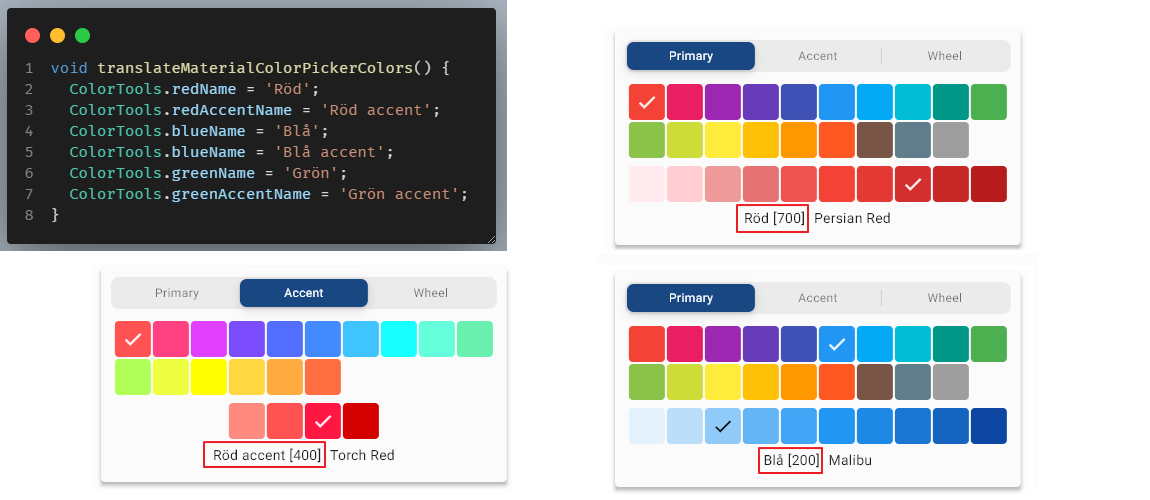 1 void translateMaterialColorPickerColors() {
2   ColorTools.redName = 'Röd';
3   ColorTools.redAccentName = 'Röd accent';
4   ColorTools.blueName = 'Blå';
5   ColorTools.blueName = 'Blå accent';
6   ColorTools.greenName = 'Grön';
7   ColorTools.greenAccentName = 'Grön accent';
8 }
Primary Accent Wheel
Röd [700] Persian Red
Primary Accent Wheel
Röd accent [400] Torch Red
Primary Accent Wheel
Blå [200] Malibu